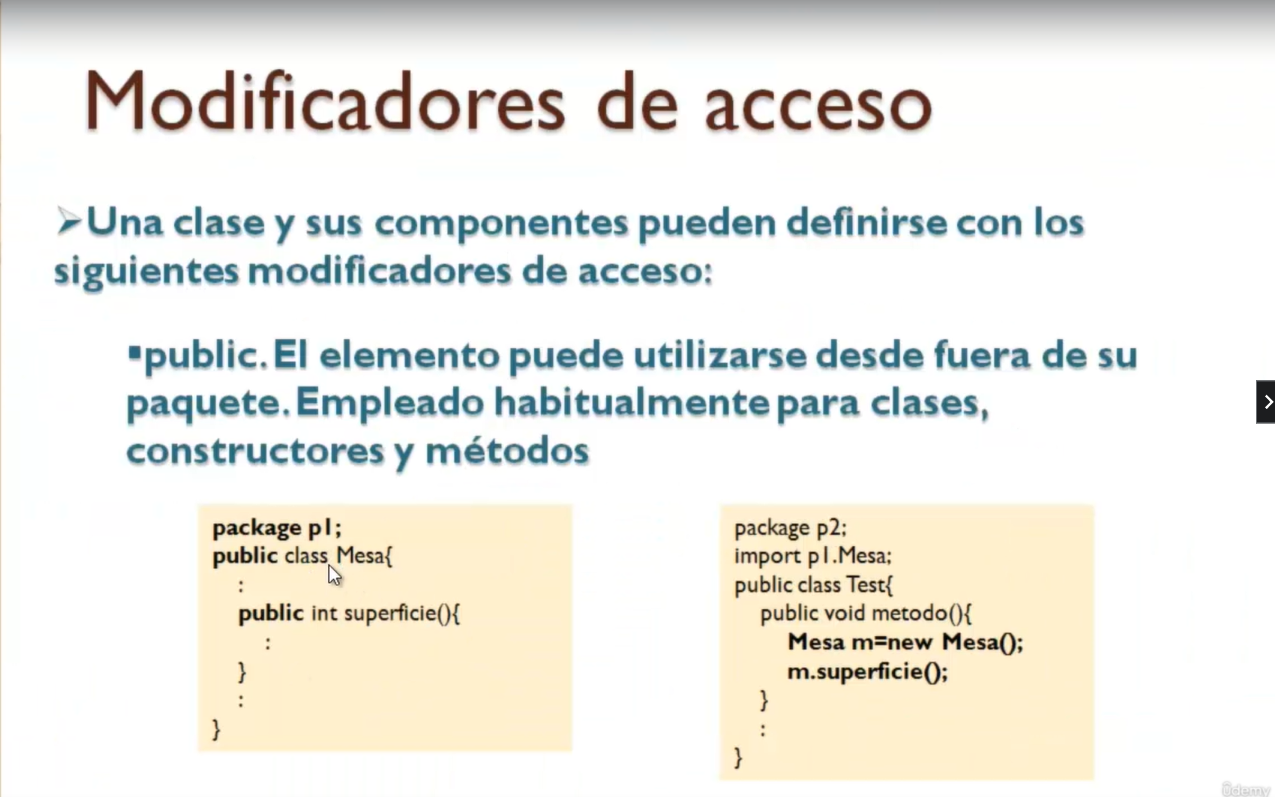 Modificadores de acceso
➢Una clase y sus componentes pueden definirse con los
siguientes modificadores de acceso:
▪public. El elemento puede utilizarse desde fuera de su
paquete. Empleado habitualmente para clases,
constructores y métodos
package p1;
public class Mesa{
:
public int superficie(){
:
}
:
}
package p2;
import p1.Mesa;
public class Test{
public void metodo(){
Mesa m=new Mesa();
m.superficie();
}
:
}
Udemy